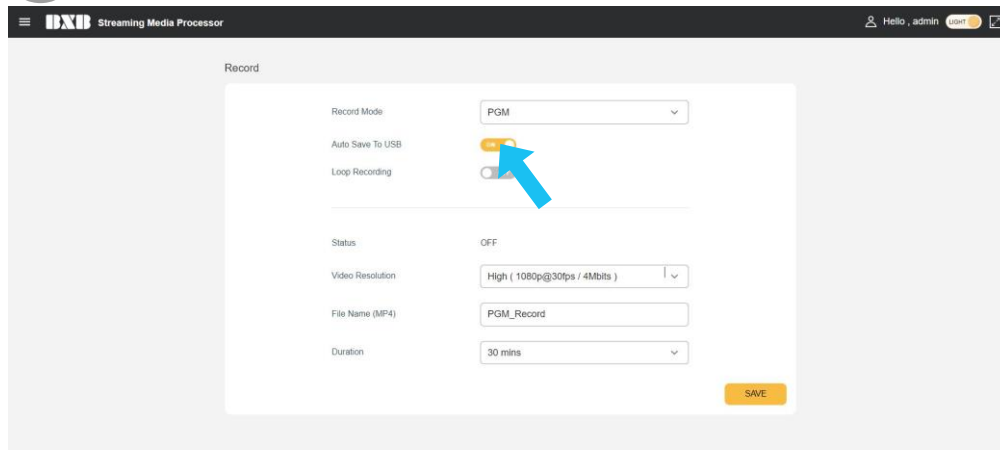 BXB Streaming Media Processor
Hello , admin LIGHT
Record
Record Mode PGM
Auto Save To USB
Loop Recording
Status OFF
Video Resolution High ( 1080p@30fps / 4Mbits )
File Name (MP4) PGM_Record
Duration 30 mins
SAVE